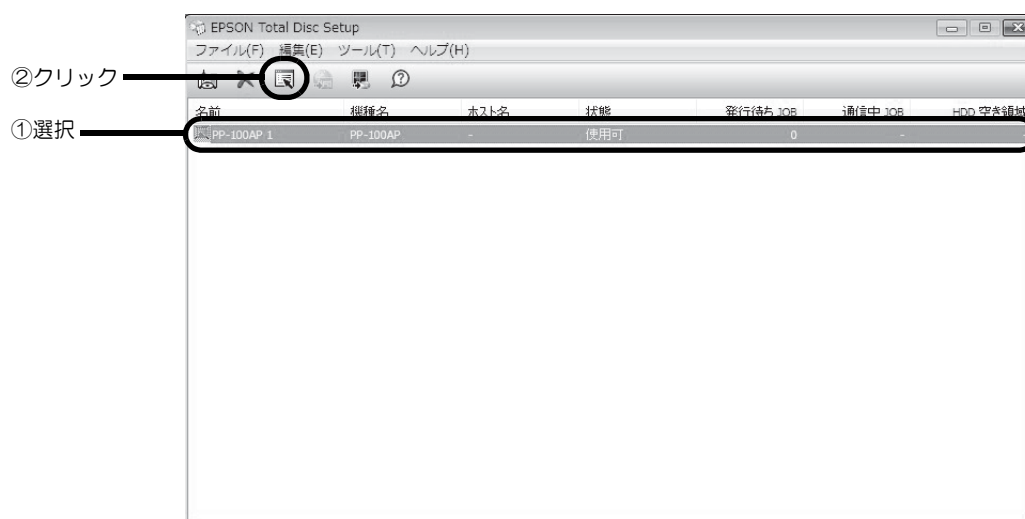 EPSON Total Disc Setup
ファイル(F) 編集(E) ツール(T) ヘルプ(H)
②クリック
名前 機種名 ホスト名 状態 発行待ち JOB 通信中 JOB HDD 空き領域
①選択
PP-100AP 1 PP-100AP - 使用可 0 - -